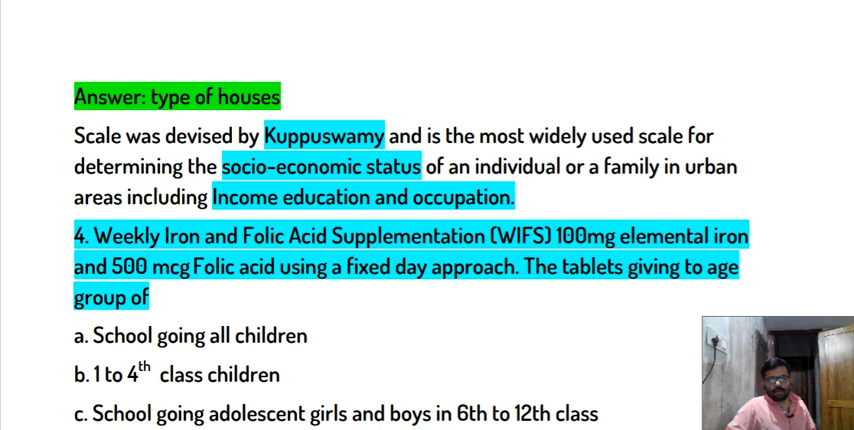 Answer: type of houses
Scale was devised by Kuppuswamy and is the most widely used scale for
determining the socio-economic status of an individual or a family in urban
areas including Income education and occupation.
4. Weekly Iron and Folic Acid Supplementation (WIFS) 100mg elemental iron
and 500 mcg Folic acid using a fixed day approach. The tablets giving to age
group of
a. School going all children
b. 1 to 4th class children
c. School going adolescent girls and boys in 6th to 12th class